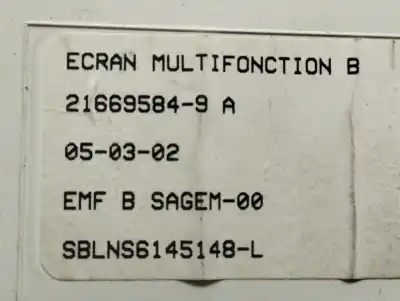 ECRAN MULTIFONCTION B
21669584-9 A
05-03-02
EMF B SAGEM-00
SBLNS6145148-L